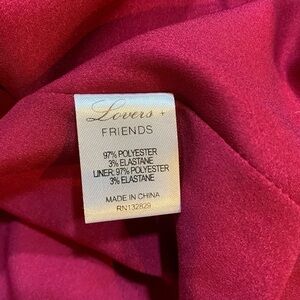 Lovers +
FRIENDS
97% POLYESTER
3% ELASTANE
LINER: 97% POLYESTER
3% ELASTANE
MADE IN CHINA
RN132829